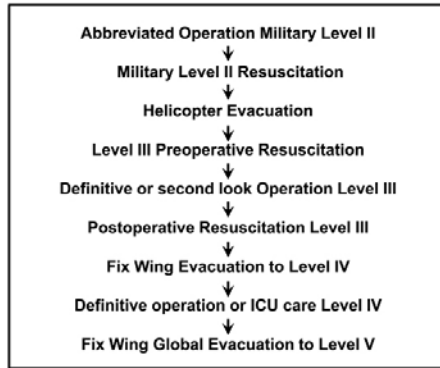 Abbreviated Operation Military Level II
Military Level II Resuscitation
Helicopter Evacuation
Level III Preoperative Resuscitation
Definitive or second look Operation Level III
Postoperative Resuscitation Level III
Fix Wing Evacuation to Level IV
Definitive operation or ICU care Level IV
Fix Wing Global Evacuation to Level V